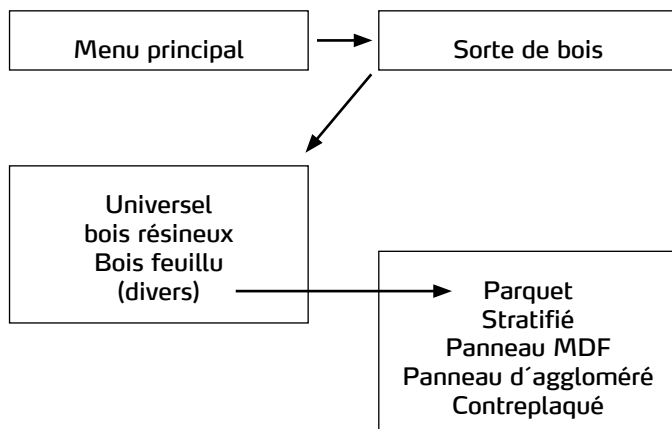 Menu principal
Sorte de bois
Universel
bois résineux
Bois feuillu
(divers)
Parquet
Stratifié
Panneau MDF
Panneau d´aggloméré
Contreplaqué